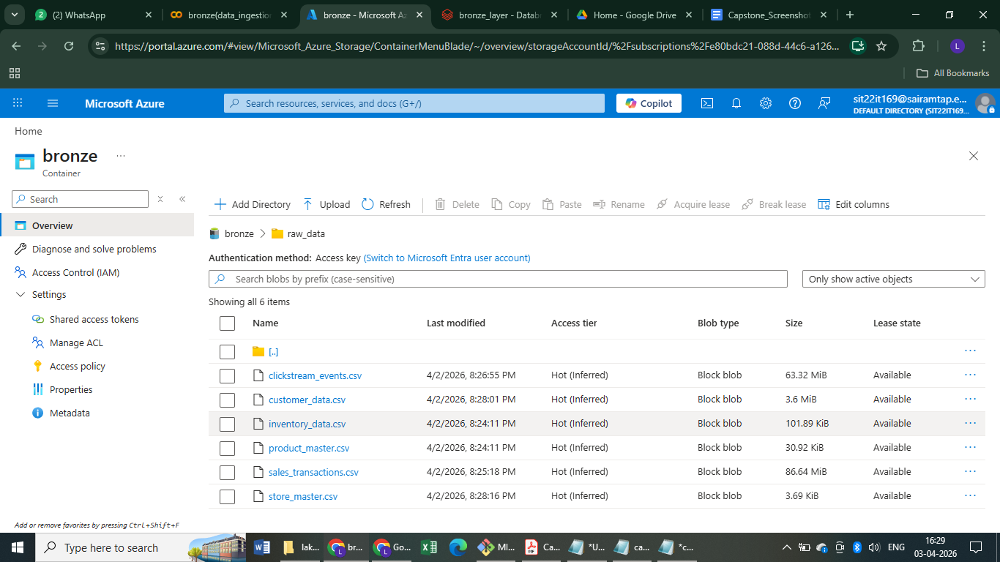 (2) WhatsApp
bronze(data_ingestion
bronze - Microsoft Az
bronze_layer - Datab
Home - Google Drive
Capstone_Screenshot
https://portal.azure.com/#view/Microsoft_Azure_Storage/ContainerMenuBlade/~/overview/storageAccountId/%2Fsubscriptions%2Fe80bdc21-088d-44c6-a126...
L
All Bookmarks
Microsoft Azure
Search resources, services, and docs (G+/)
Copilot
sit22it169@sairamtap.e...
DEFAULT DIRECTORY (SIT22IT169...
Home
bronze ...
Container
Search
Add Directory
Upload
Refresh
Delete
Copy
Paste
Rename
Acquire lease
Break lease
Edit columns
Overview
Diagnose and solve problems
Access Control (IAM)
Settings
Shared access tokens
Manage ACL
Access policy
Properties
Metadata
bronze > raw_data
Authentication method: Access key (Switch to Microsoft Entra user account)
Search blobs by prefix (case-sensitive)
Only show active objects
Showing all 6 items
Name Last modified Access tier Blob type Size Lease state
[..] ...
clickstream_events.csv 4/2/2026, 8:26:55 PM Hot (Inferred) Block blob 63.32 MiB Available ...
customer_data.csv 4/2/2026, 8:28:01 PM Hot (Inferred) Block blob 3.6 MiB Available ...
inventory_data.csv 4/2/2026, 8:24:11 PM Hot (Inferred) Block blob 101.89 KiB Available ...
product_master.csv 4/2/2026, 8:24:11 PM Hot (Inferred) Block blob 30.92 KiB Available ...
sales_transactions.csv 4/2/2026, 8:25:18 PM Hot (Inferred) Block blob 86.64 MiB Available ...
store_master.csv 4/2/2026, 8:28:16 PM Hot (Inferred) Block blob 3.69 KiB Available ...
Add or remove favorites by pressing Ctrl+Shift+F
Type here to search
lak...
br...
Go...
MI...
Ca...
*U...
ca...
*c...
ENG
16:29
03-04-2026